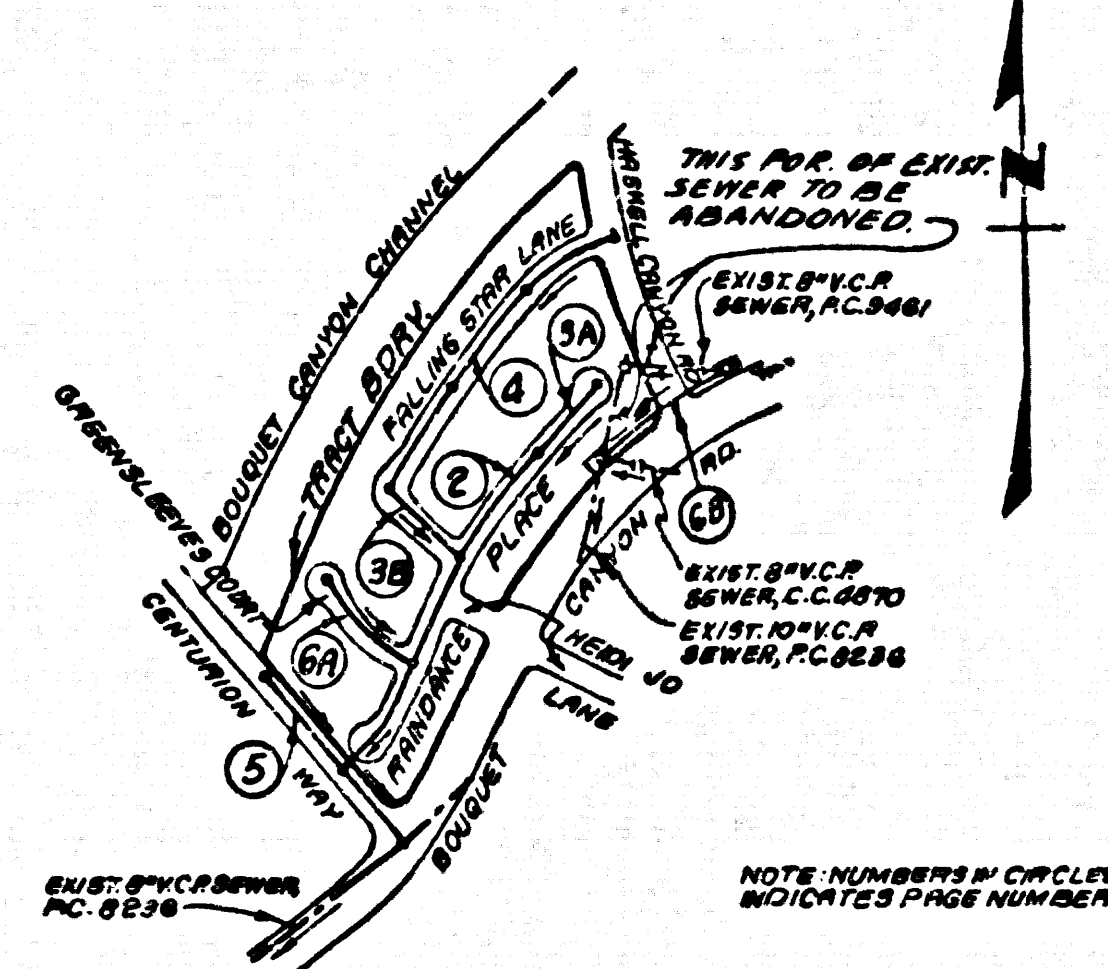 THIS POR. OF EXIST.
SEWER TO BE
ABANDONED.
N
HASKELL CANYON RD.
EXIST. 8" V.C.P.
SEWER, P.C. 9461
BOUQUET CANYON CHANNEL
TRACT BDRY.
FALLING STAR LANE
3A
4
2
3B
6A
5
6B
GREENSLEEVES COURT
CENTURION WAY
RAINDANCE PLACE
BOUQUET CANYON RD.
HEIDI JO
LANE
EXIST. 8" V.C.P.
SEWER, C.C.
EXIST. 10" V.C.P.
SEWER, P.C. 8236
EXIST. 8" V.C.P. SEWER
P.C. 8236
NOTE: NUMBERS IN CIRCLES
INDICATES PAGE NUMBER